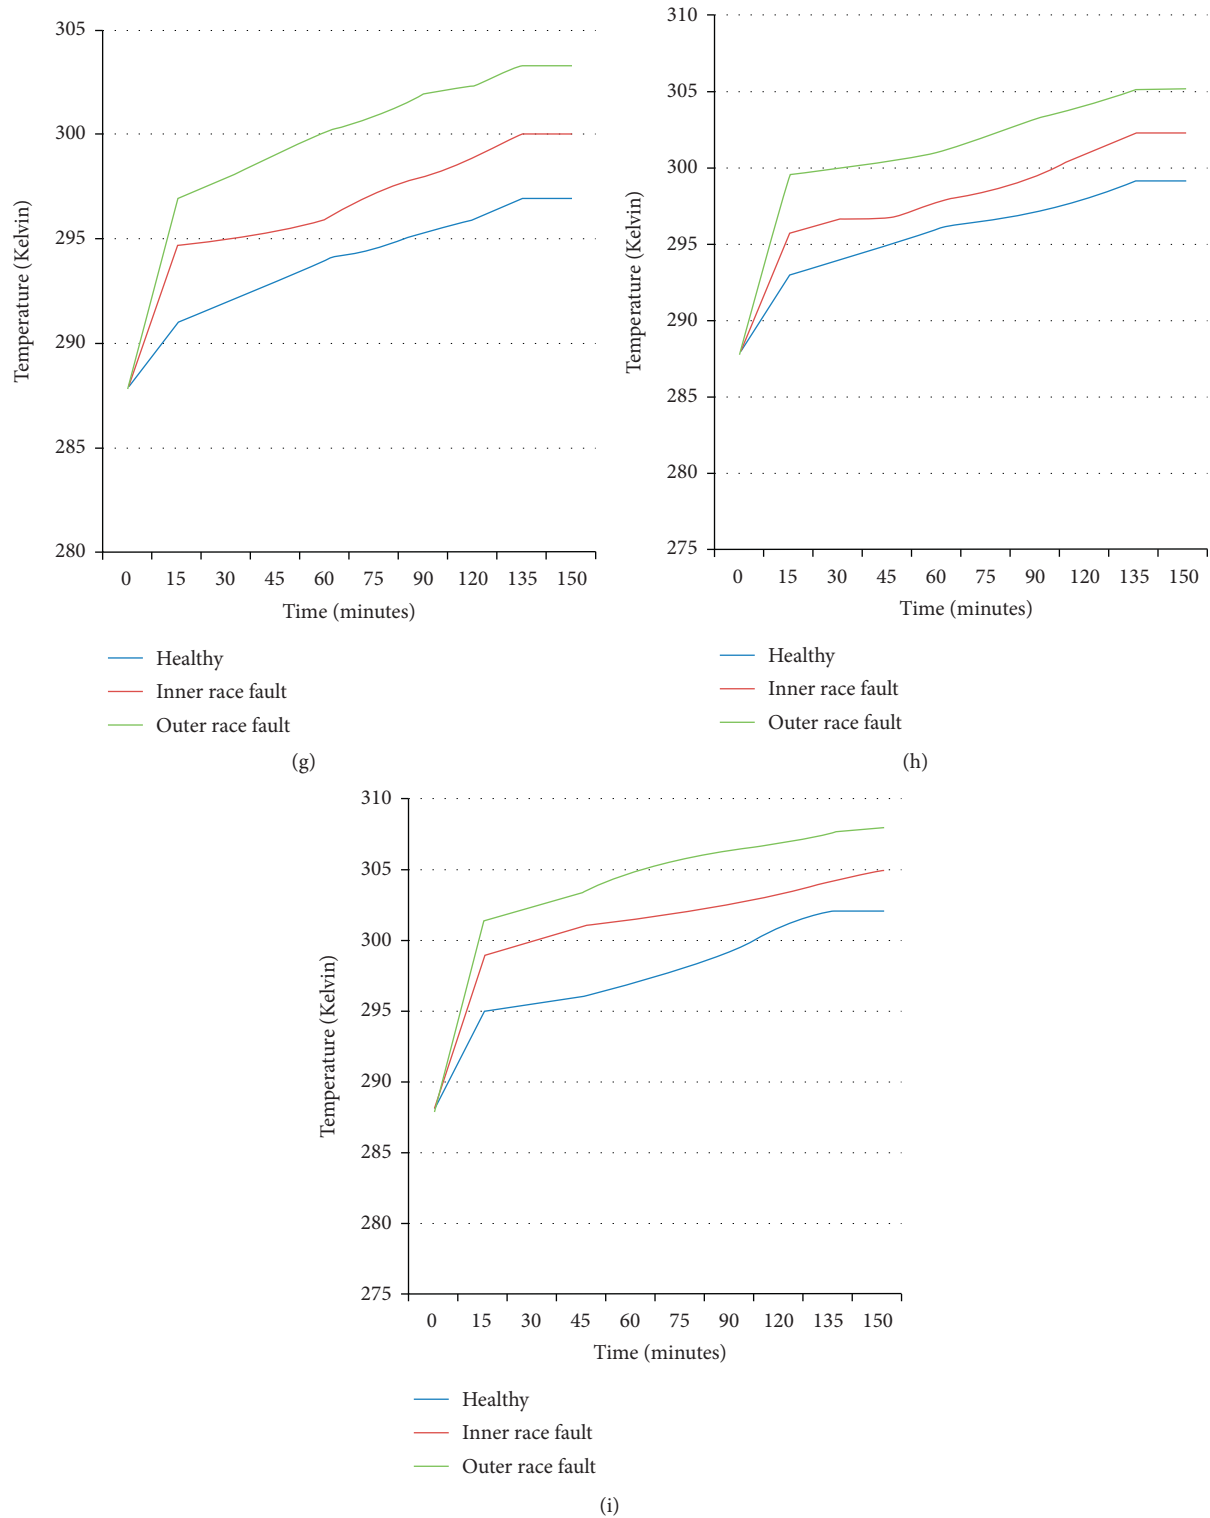 305
300
295
290
285
280
Temperature (Kelvin)
0 15 30 45 60 75 90 120 135 150
Time (minutes)
Healthy
Inner race fault
Outer race fault
(g)
310
305
300
295
290
285
280
275
Temperature (Kelvin)
0 15 30 45 60 75 90 120 135 150
Time (minutes)
Healthy
Inner race fault
Outer race fault
(h)
310
305
300
295
290
285
280
275
Temperature (Kelvin)
0 15 30 45 60 75 90 120 135 150
Time (minutes)
Healthy
Inner race fault
Outer race fault
(i)